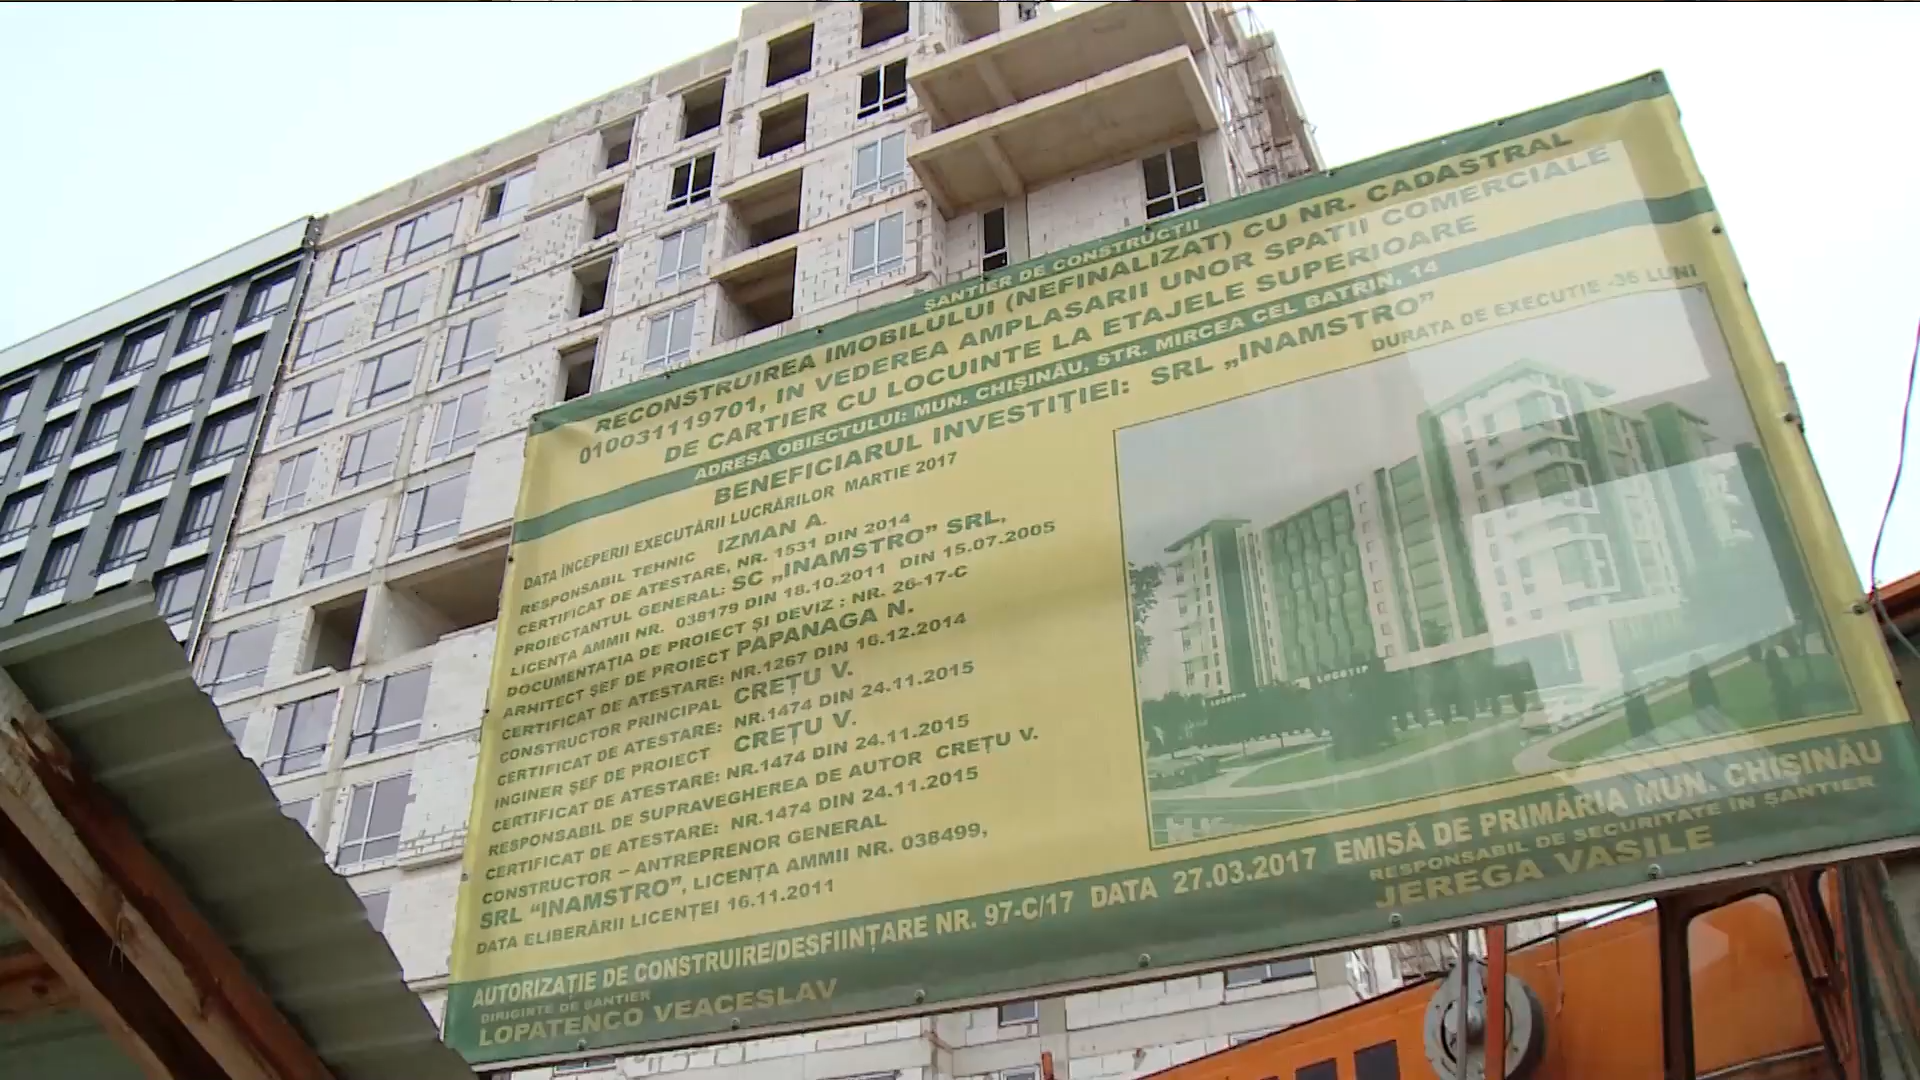 ȘANTIER DE CONSTRUCȚII
RECONSTRUIREA IMOBILULUI (NEFINALIZAT) CU NR. CADASTRAL
010031119701, IN VEDEREA AMPLASARII UNOR SPATII COMERCIALE
DE CARTIER CU LOCUINTE LA ETAJELE SUPERIOARE
ADRESA OBIECTULUI: MUN. CHIȘINĂU, STR. MIRCEA CEL BATRIN, 14
BENEFICIARUL INVESTIȚIEI: SRL „INAMSTRO”
DURATA DE EXECUTIE -36 LUNI
DATA ÎNCEPERII EXECUTĂRII LUCRĂRILOR MARTIE 2017
RESPONSABIL TEHNIC IZMAN A.
CERTIFICAT DE ATESTARE, NR. 1531 DIN 2014
PROIECTANTUL GENERAL: SC „INAMSTRO” SRL,
LICENȚA AMMII NR. 038179 DIN 18.10.2011 DIN 15.07.2005
DOCUMENTAȚIA DE PROIECT ȘI DEVIZ : NR. 26-17-C
ARHITECT ȘEF DE PROIECT PAPANAGA N.
CERTIFICAT DE ATESTARE: NR.1267 DIN 16.12.2014
CONSTRUCTOR PRINCIPAL CREȚU V.
CERTIFICAT DE ATESTARE: NR.1474 DIN 24.11.2015
INGINER ȘEF DE PROIECT CREȚU V.
CERTIFICAT DE ATESTARE: NR.1474 DIN 24.11.2015
RESPONSABIL DE SUPRAVEGHEREA DE AUTOR CREȚU V.
CERTIFICAT DE ATESTARE: NR.1474 DIN 24.11.2015
CONSTRUCTOR – ANTREPRENOR GENERAL
SRL “INAMSTRO”, LICENȚA AMMII NR. 038499,
DATA ELIBERĂRII LICENȚEI 16.11.2011
LOGOTIP
LOGOTIP
AUTORIZAȚIE DE CONSTRUIRE/DESFIINȚARE NR. 97-C/17 DATA 27.03.2017 EMISĂ DE PRIMĂRIA MUN. CHIȘINĂU
DIRIGINTE DE ȘANTIER
LOPATENCO VEACESLAV
RESPONSABIL DE SECURITATE ÎN ȘANTIER
JEREGA VASILE